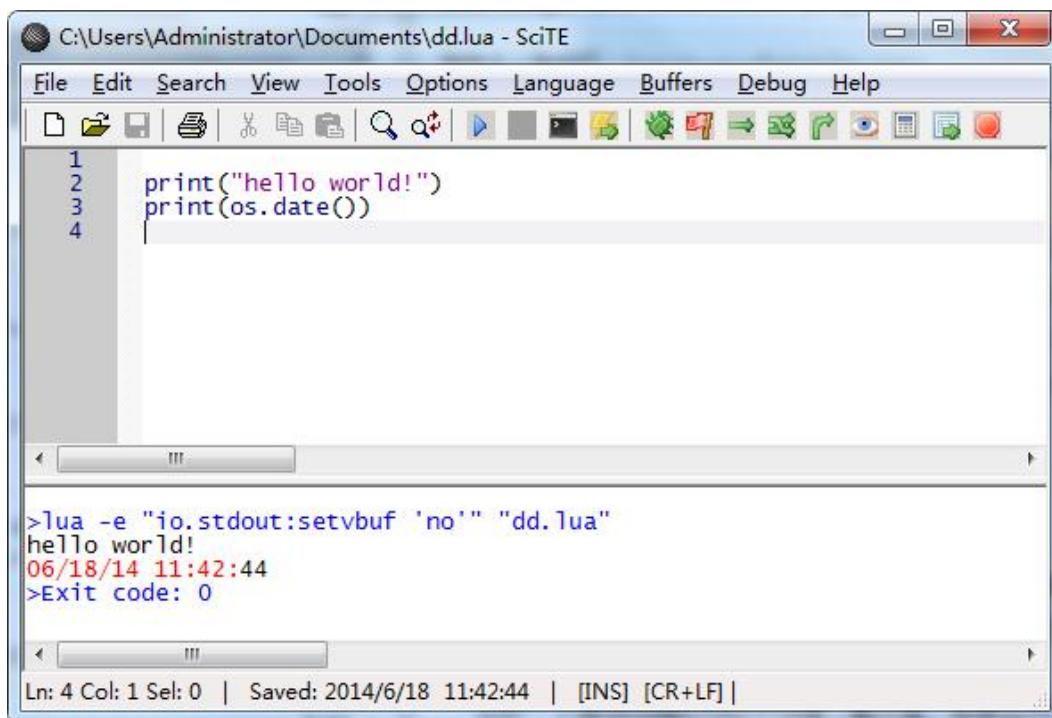 C:\Users\Administrator\Documents\dd.lua - SciTE
File Edit Search View Tools Options Language Buffers Debug Help
1
2 print("hello world!")
3 print(os.date())
4
>lua -e "io.stdout:setvbuf 'no'" "dd.lua"
hello world!
06/18/14 11:42:44
>Exit code: 0
Ln: 4 Col: 1 Sel: 0 | Saved: 2014/6/18 11:42:44 | [INS] [CR+LF] |